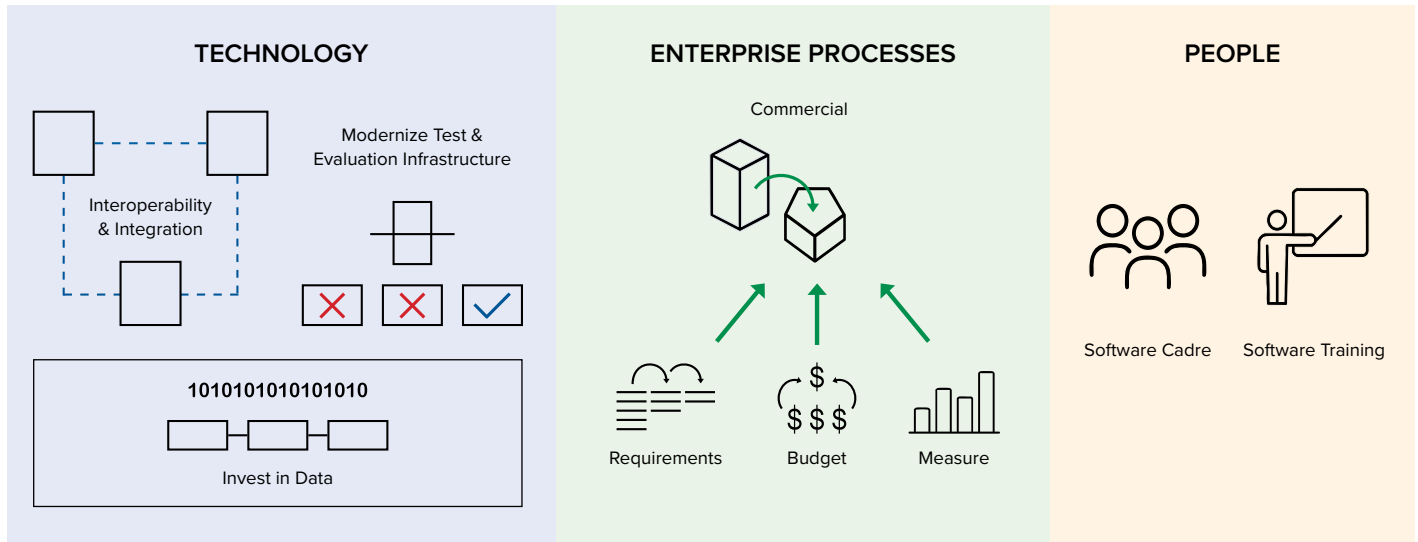 TECHNOLOGY
Interoperability
& Integration
Modernize Test &
Evaluation Infrastructure
1010101010101010
Invest in Data
ENTERPRISE PROCESSES
Commercial
$
$ $ $
Requirements
Budget
Measure
PEOPLE
Software Cadre
Software Training